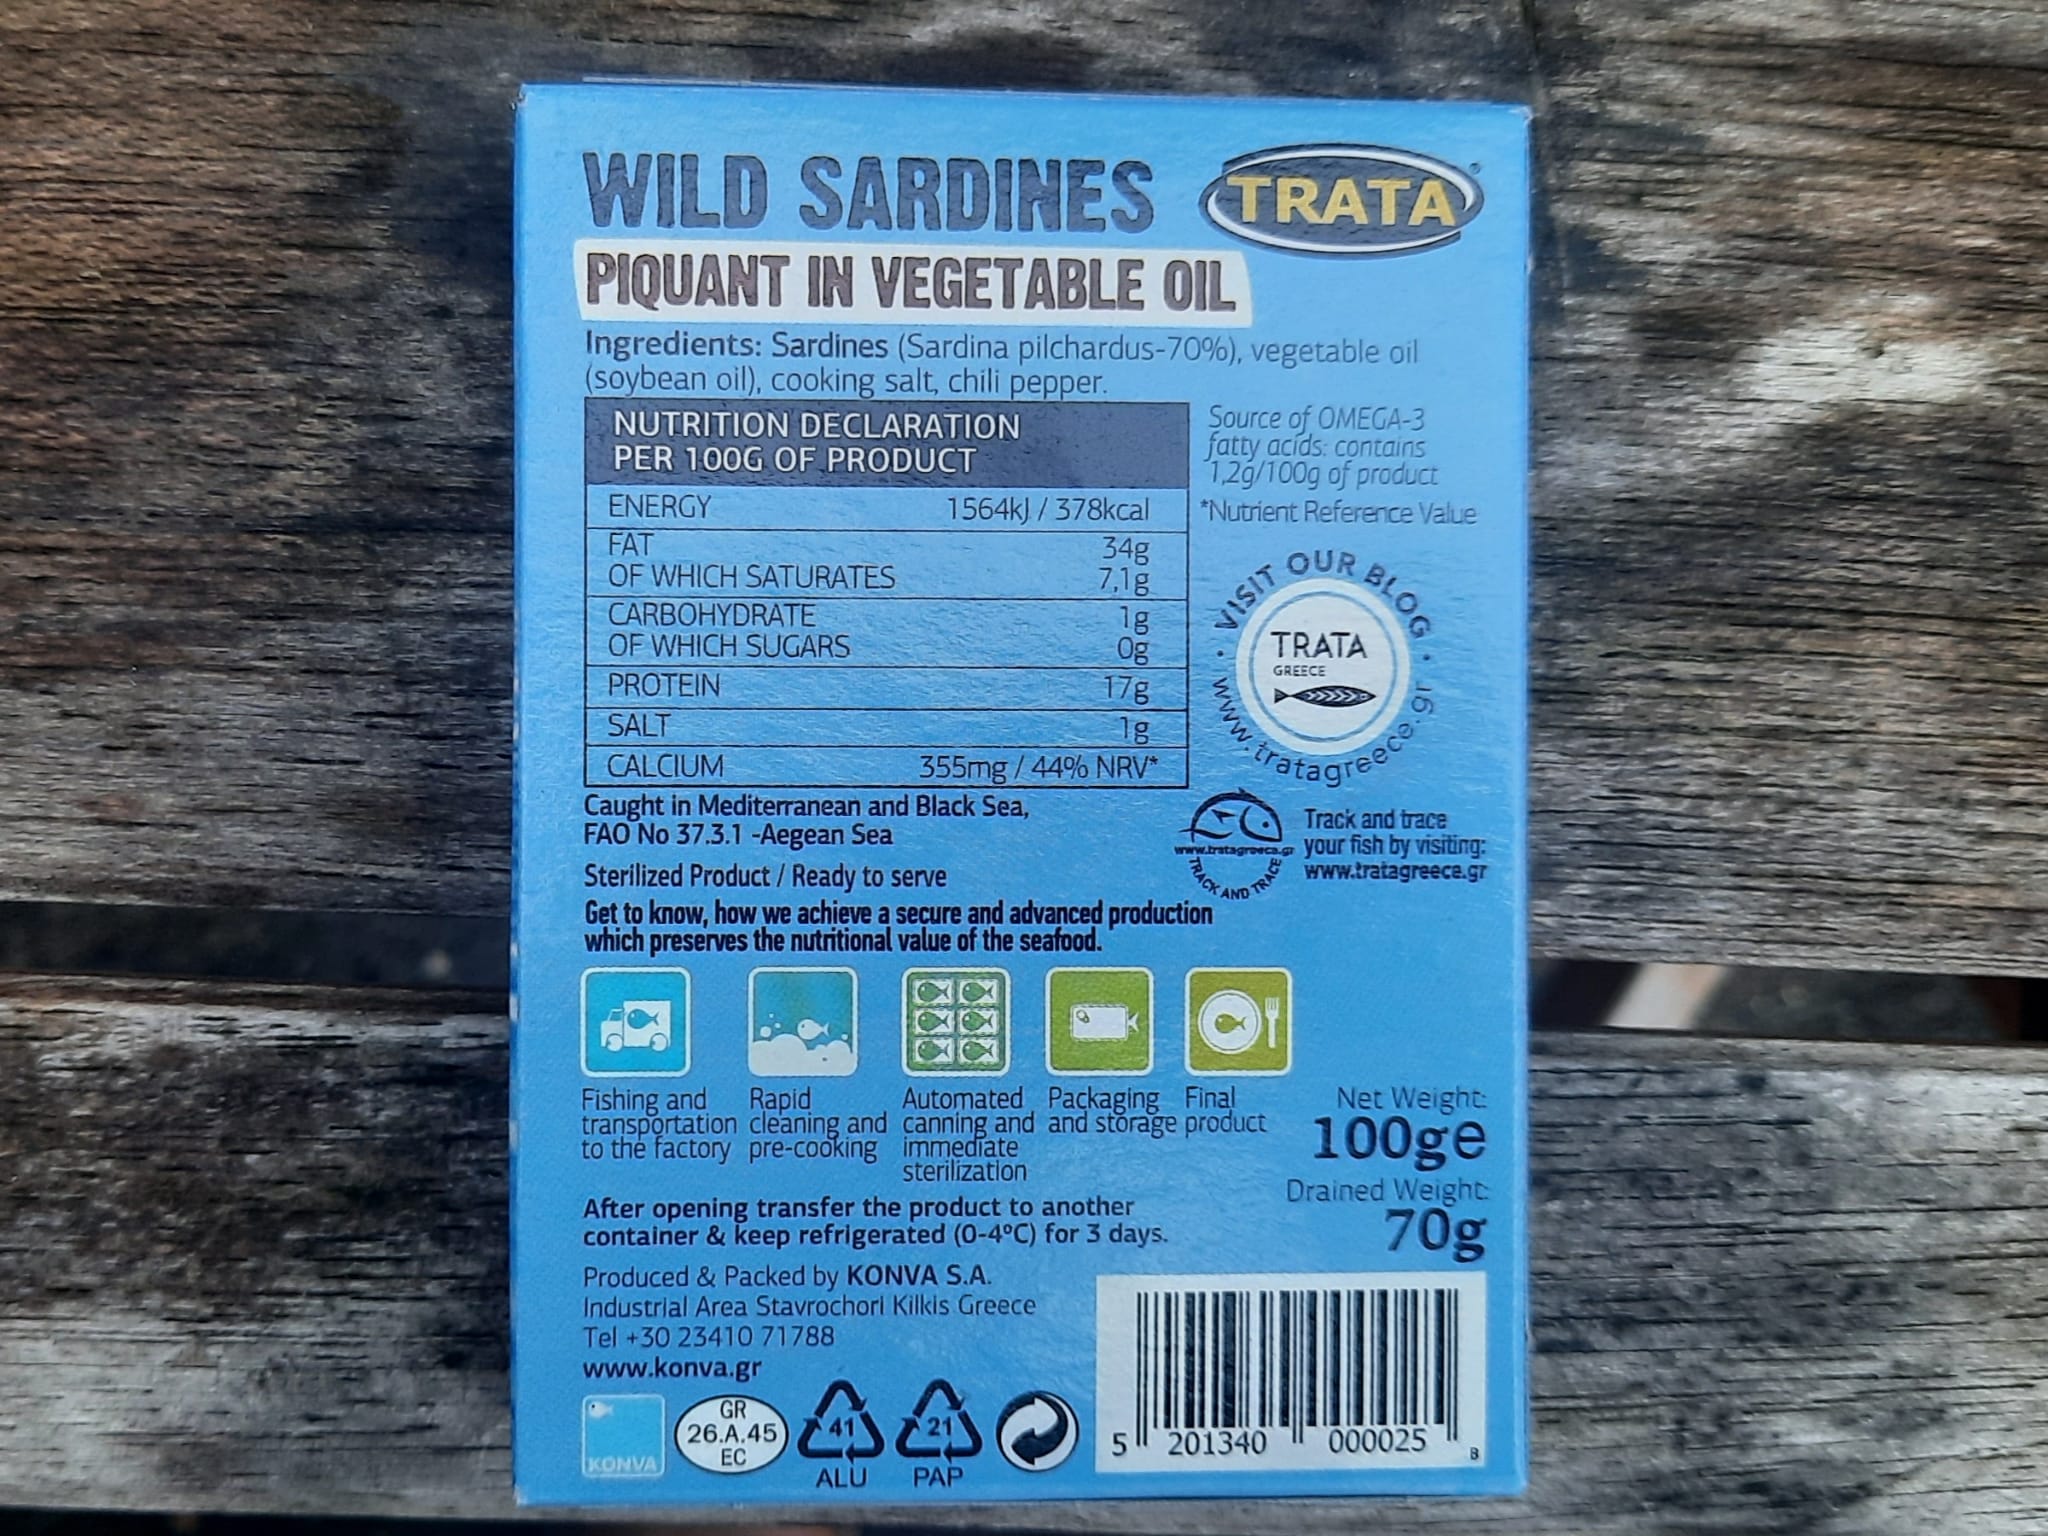 WILD SARDINES
TRATA®
PIQUANT IN VEGETABLE OIL
Ingredients: Sardines (Sardina pilchardus-70%), vegetable oil
(soybean oil), cooking salt, chili pepper.
NUTRITION DECLARATION
PER 100G OF PRODUCT
ENERGY 1564kJ / 378kcal
FAT 34g
OF WHICH SATURATES 7,1g
CARBOHYDRATE 1g
OF WHICH SUGARS 0g
PROTEIN 17g
SALT 1g
CALCIUM 355mg / 44% NRV*
Source of OMEGA-3
fatty acids: contains
1,2g/100g of product
*Nutrient Reference Value
• VISIT OUR BLOG •
TRATA
GREECE
www.tratagreece.gr
Caught in Mediterranean and Black Sea,
FAO No 37.3.1 -Aegean Sea
Sterilized Product / Ready to serve
www.tratagreece.gr
TRACK AND TRACE
Track and trace
your fish by visiting:
www.tratagreece.gr
Get to know, how we achieve a secure and advanced production
which preserves the nutritional value of the seafood.
Fishing and
transportation
to the factory
Rapid
cleaning and
pre-cooking
Automated
canning and
immediate
sterilization
Packaging
and storage
Final
product
Net Weight:
100g℮
Drained Weight:
70g
After opening transfer the product to another
container & keep refrigerated (0-4°C) for 3 days.
Produced & Packed by KONVA S.A.
Industrial Area Stavrochori Kilkis Greece
Tel +30 23410 71788
www.konva.gr
KONVA
GR
26.A.45
EC
41
ALU
21
PAP
5 201340 000025
B